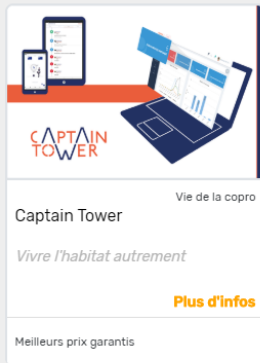 CAPTAIN
TOWER
Vie de la copro
Captain Tower
Vivre l'habitat autrement
Plus d'infos
Meilleurs prix garantis